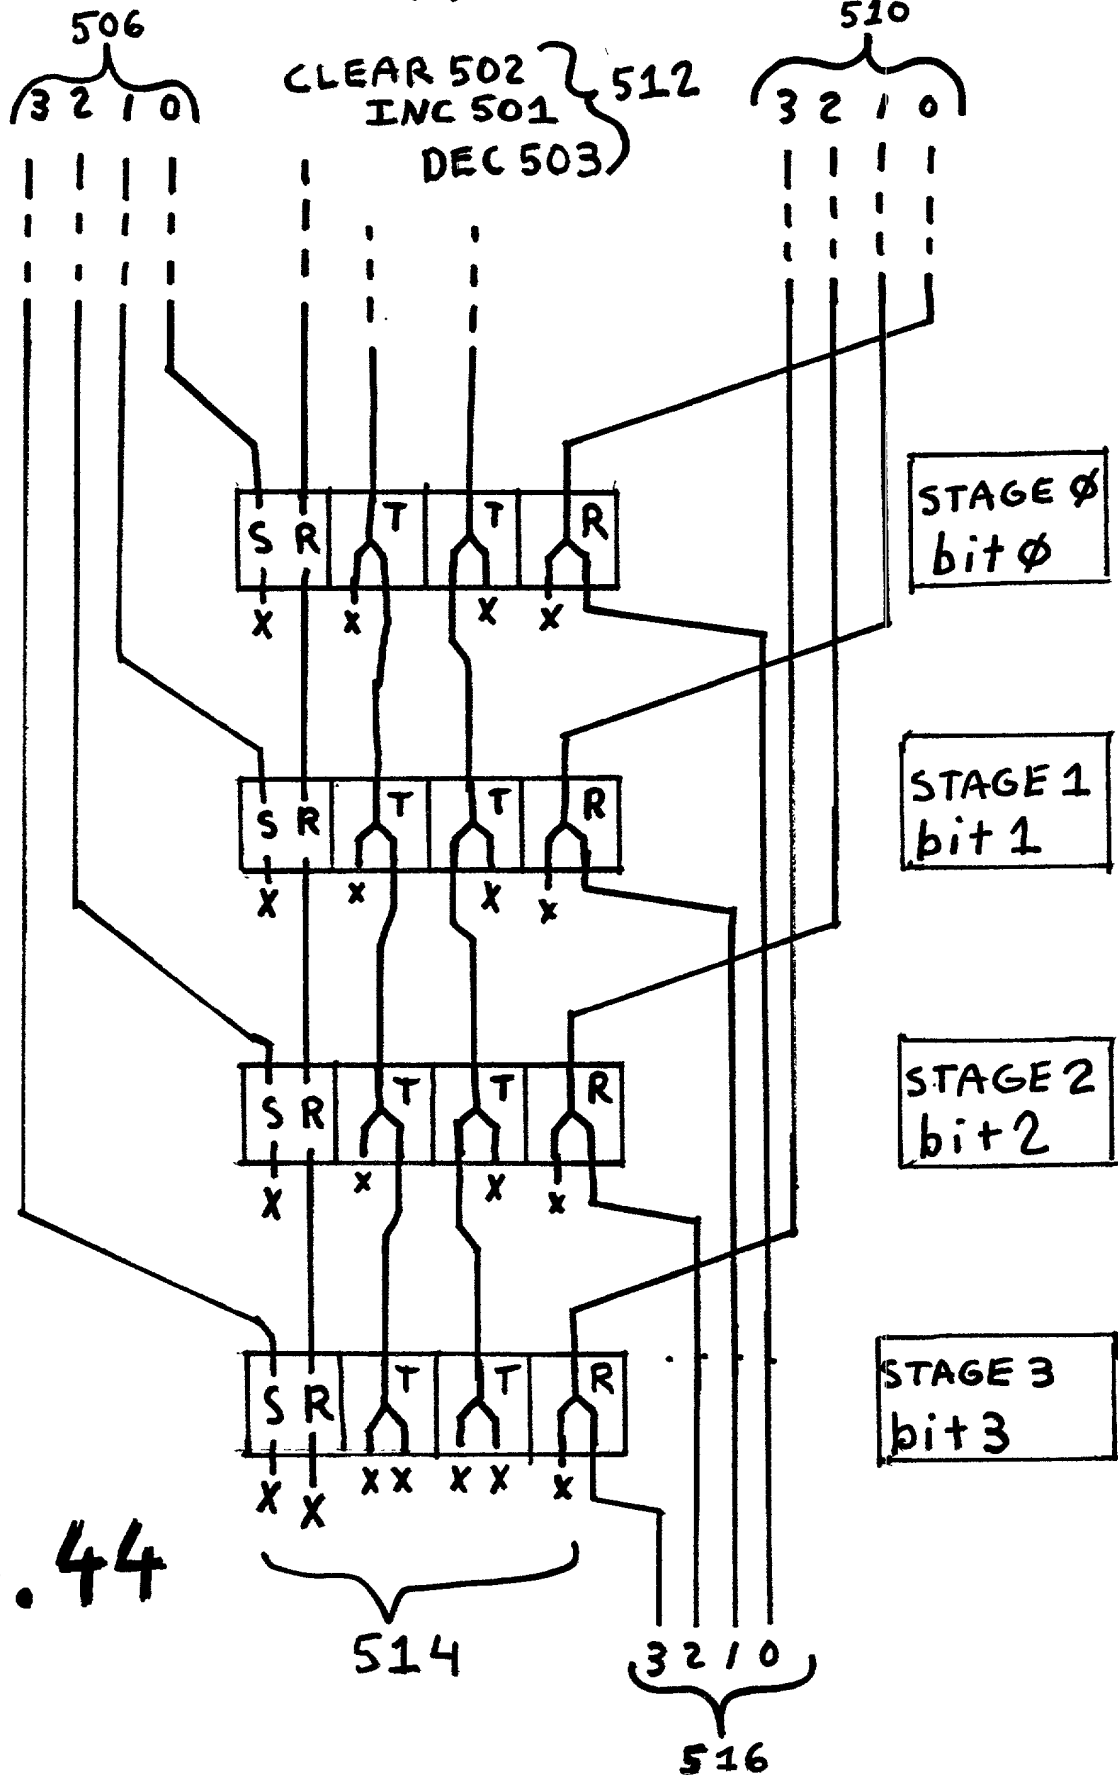 506
510
CLEAR 502
512
INC 501
DEC 503
3 2 1 0
3 2 1 0
S R T T R
X X X X
STAGE Ø
bit Ø
S R T T R
X X X X
STAGE 1
bit 1
S R T T R
X X X X
STAGE 2
bit 2
S R T T R
X X X X X X X
STAGE 3
bit 3
.44
514
3 2 1 0
516